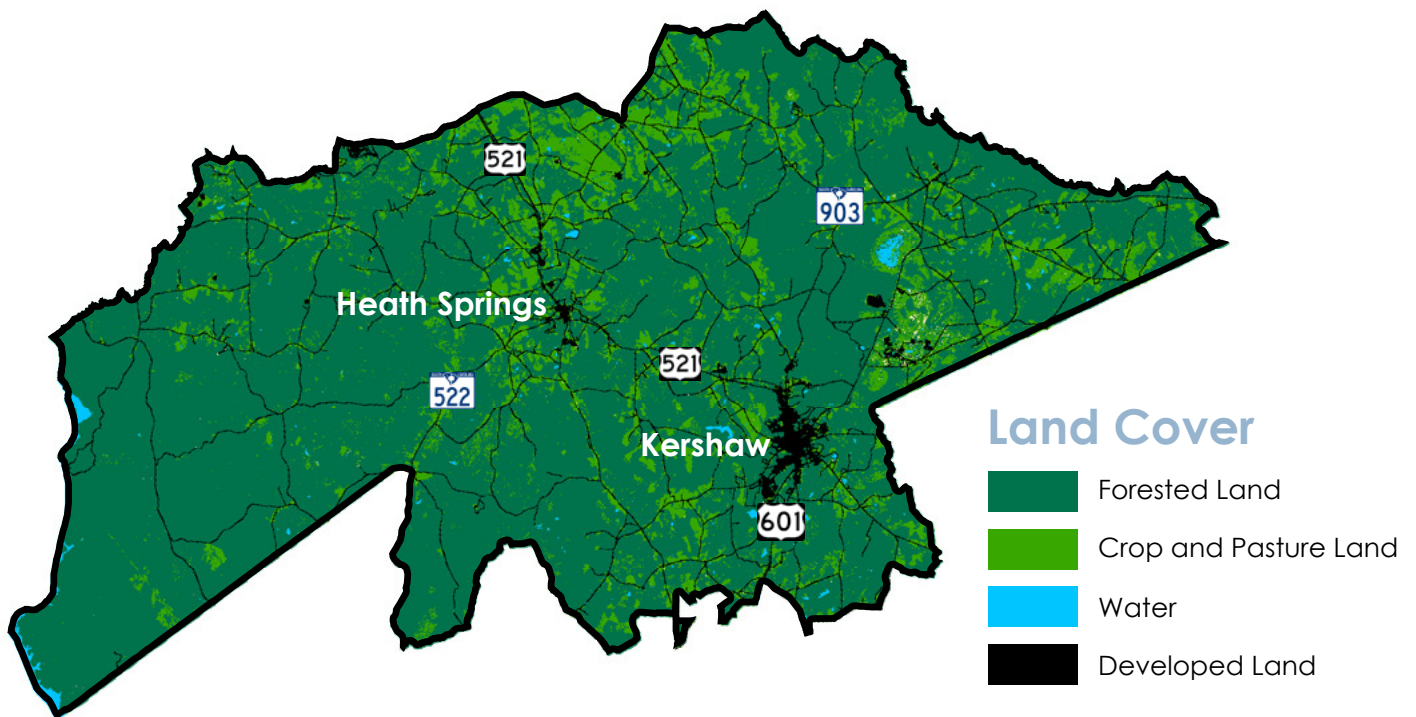 521
903
Heath Springs
521
522
Kershaw
601
Land Cover
Forested Land
Crop and Pasture Land
Water
Developed Land